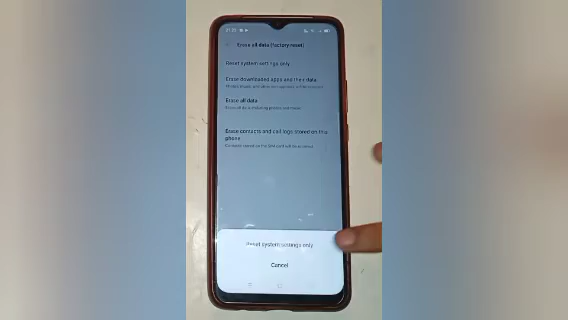 Erase all data (factory reset)
Reset system settings only
Erase downloaded apps and their data
Erase all data
Erase contacts and call logs stored on this
phone
Reset system settings only
Cancel